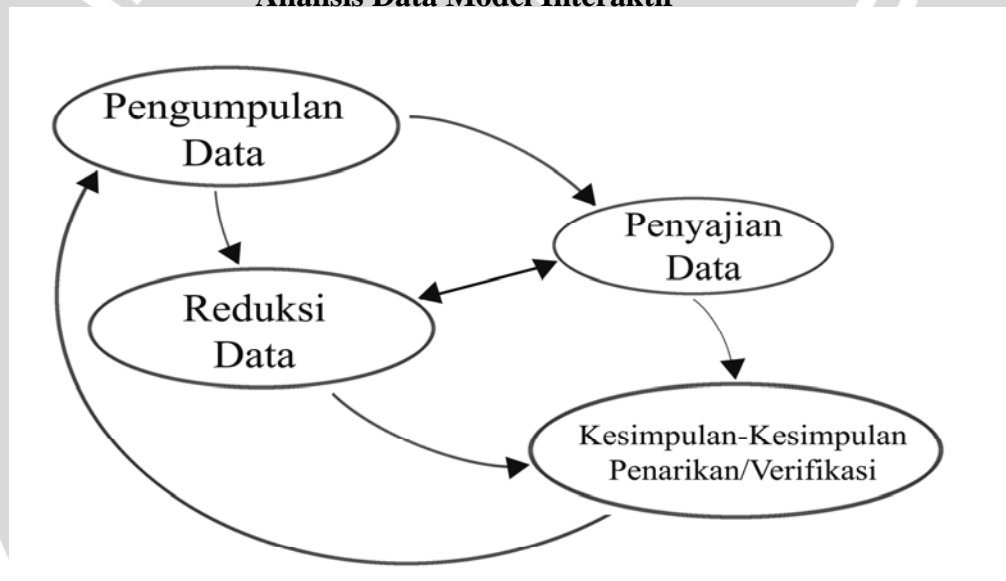 Analisis Data Model Interaktif
Pengumpulan
Data
Penyajian
Data
Reduksi
Data
Kesimpulan-Kesimpulan
Penarikan/Verifikasi